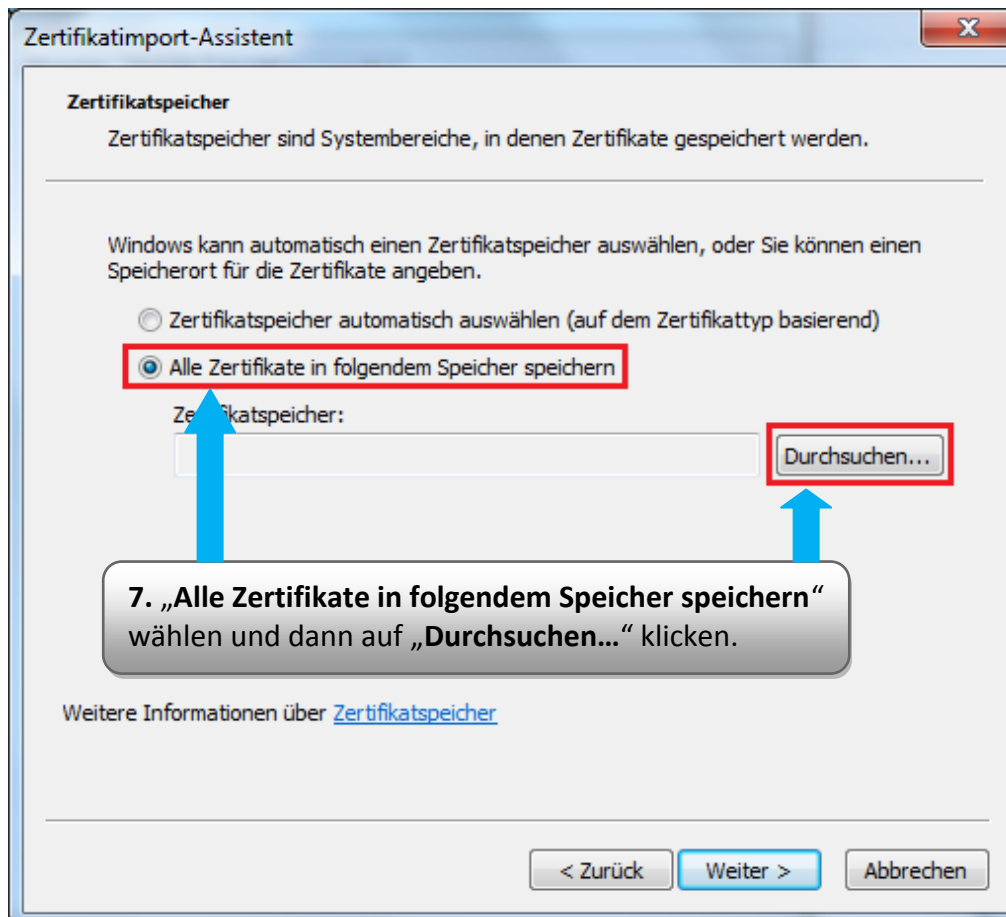 Zertifikatimport-Assistent
Zertifikatspeicher
Zertifikatspeicher sind Systembereiche, in denen Zertifikate gespeichert werden.
Windows kann automatisch einen Zertifikatspeicher auswählen, oder Sie können einen
Speicherort für die Zertifikate angeben.
Zertifikatspeicher automatisch auswählen (auf dem Zertifikattyp basierend)
Alle Zertifikate in folgendem Speicher speichern
Zertifikatspeicher:
Durchsuchen...
7. „Alle Zertifikate in folgendem Speicher speichern“
wählen und dann auf „Durchsuchen…“ klicken.
Weitere Informationen über Zertifikatspeicher
< Zurück Weiter > Abbrechen